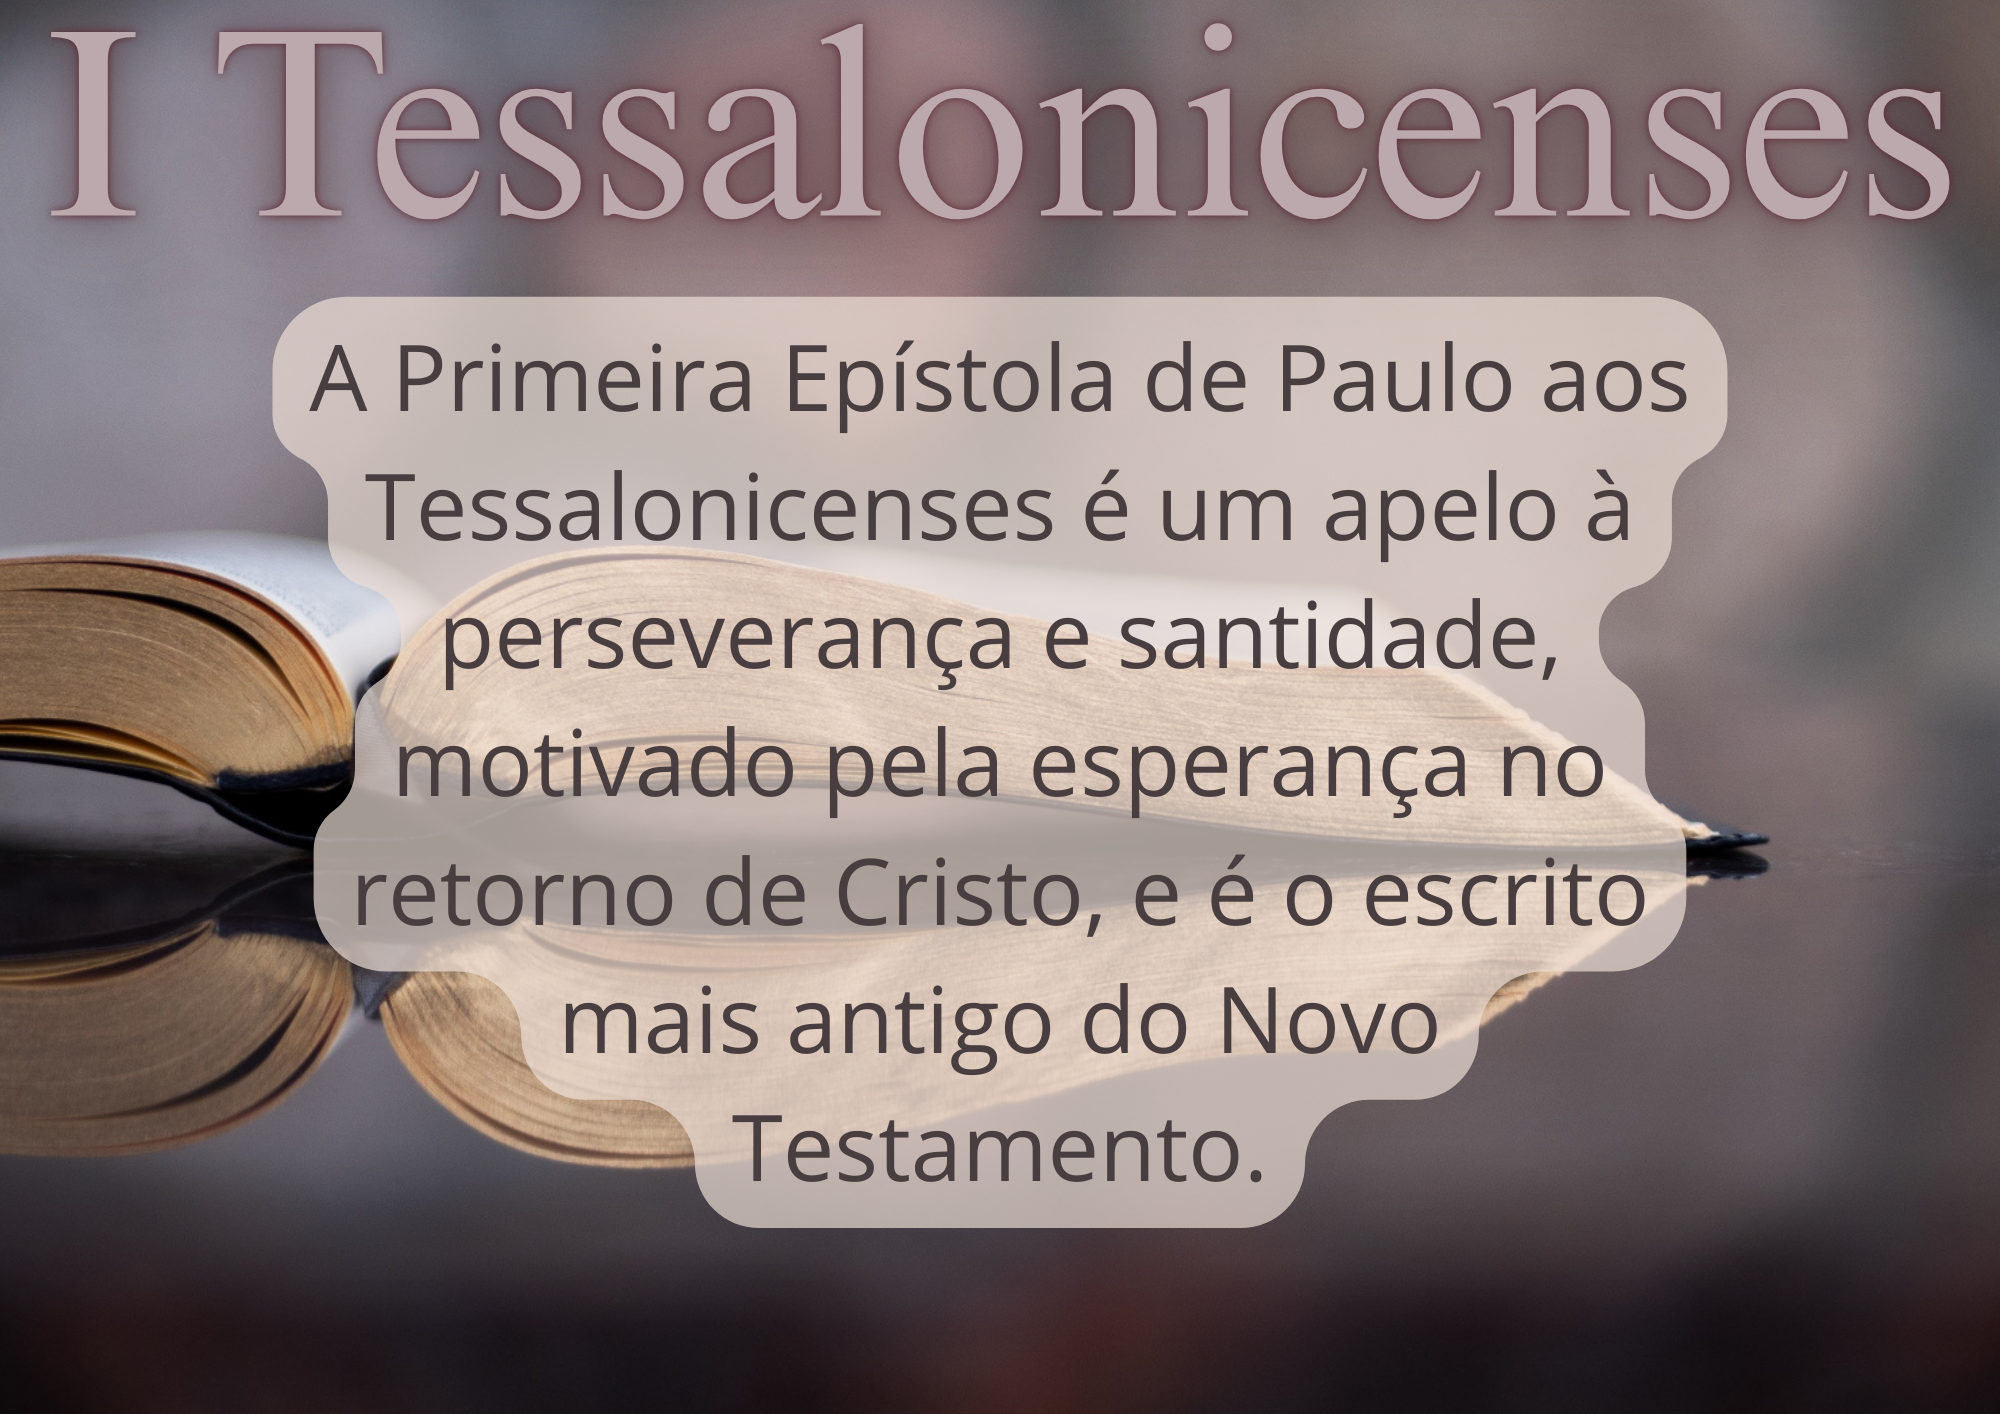 I Tessalonicenses
A Primeira Epístola de Paulo aos
Tessalonicenses é um apelo à
perseverança e santidade,
motivado pela esperança no
retorno de Cristo, e é o escrito
mais antigo do Novo
Testamento.